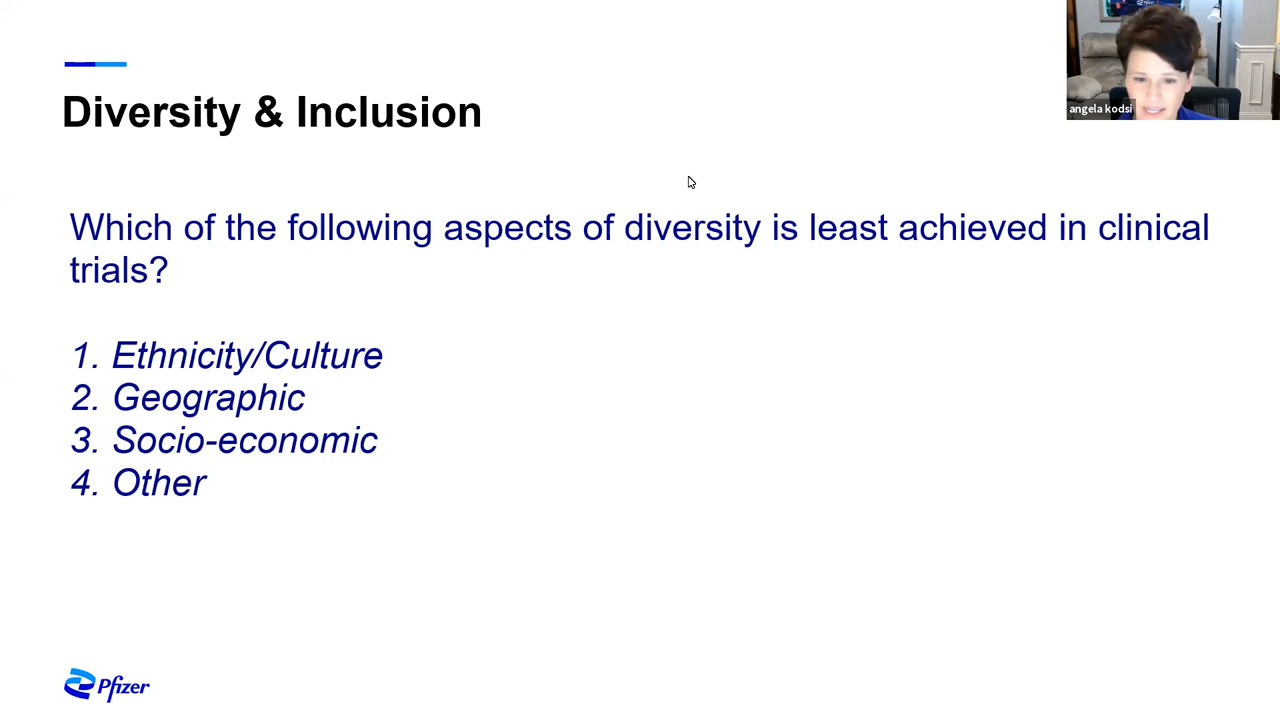 Diversity & Inclusion
angela kodsi
Which of the following aspects of diversity is least achieved in clinical
trials?
1. Ethnicity/Culture
2. Geographic
3. Socio-economic
4. Other
Pfizer